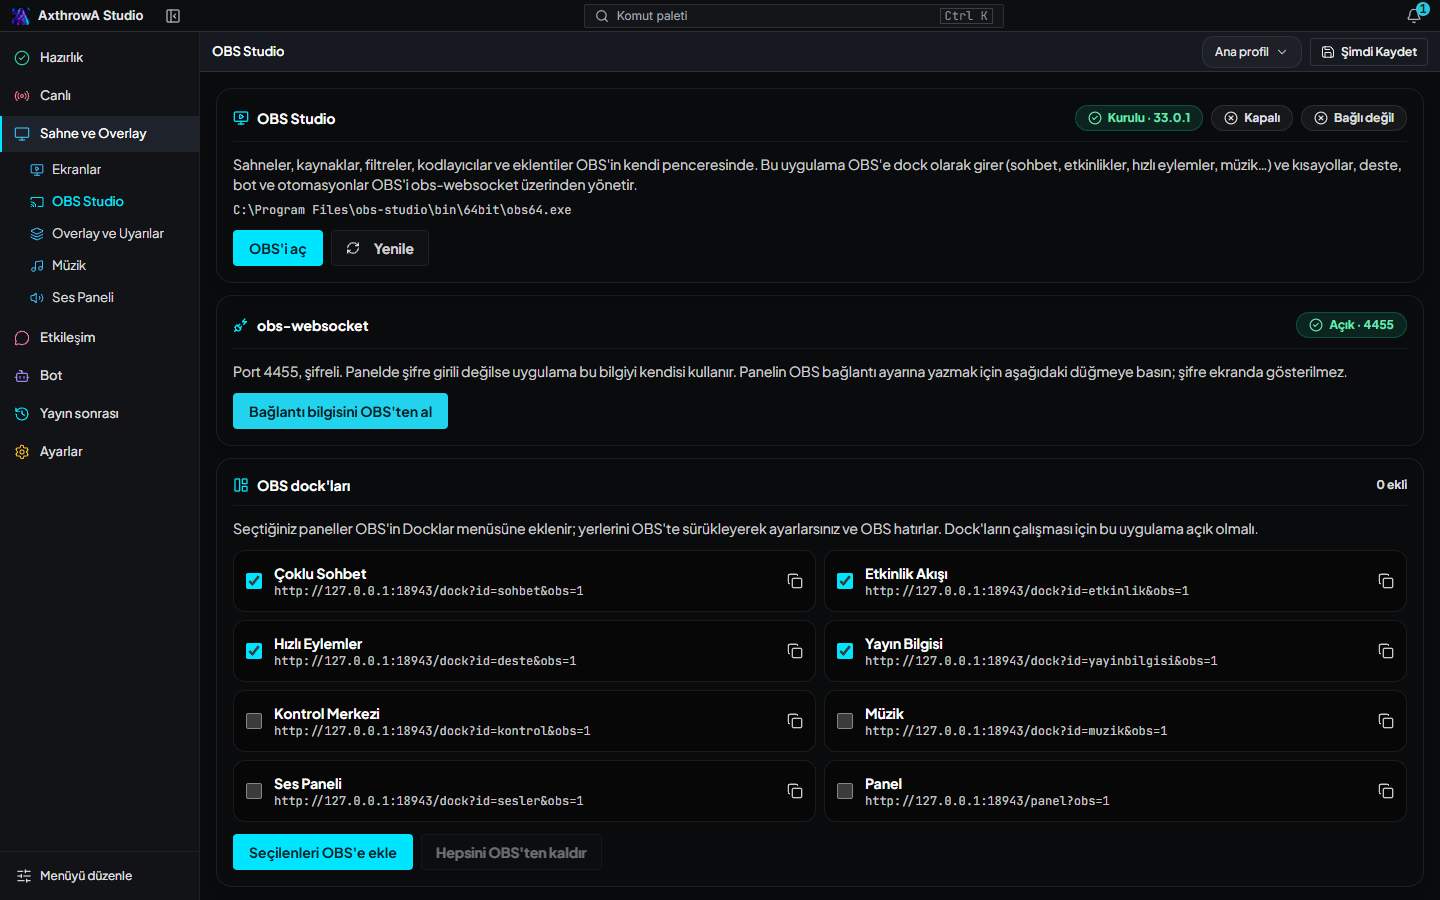 AxthrowA Studio
Komut paleti
Ctrl K
1
Hazırlık
Canlı
Sahne ve Overlay
Ekranlar
OBS Studio
Overlay ve Uyarılar
Müzik
Ses Paneli
Etkileşim
Bot
Yayın sonrası
Ayarlar
Menüyü düzenle
OBS Studio
Ana profil
Şimdi Kaydet
OBS Studio
Kurulu · 33.0.1
Kapalı
Bağlı değil
Sahneler, kaynaklar, filtreler, kodlayıcılar ve eklentiler OBS'in kendi penceresinde. Bu uygulama OBS'e dock olarak girer (sohbet, etkinlikler, hızlı eylemler, müzik…) ve kısayollar, deste,
bot ve otomasyonlar OBS'i obs-websocket üzerinden yönetir.
C:\Program Files\obs-studio\bin\64bit\obs64.exe
OBS'i aç
Yenile
obs-websocket
Açık · 4455
Port 4455, şifreli. Panelde şifre girili değilse uygulama bu bilgiyi kendisi kullanır. Panelin OBS bağlantı ayarına yazmak için aşağıdaki düğmeye basın; şifre ekranda gösterilmez.
Bağlantı bilgisini OBS'ten al
OBS dock'ları
0 ekli
Seçtiğiniz paneller OBS'in Docklar menüsüne eklenir; yerlerini OBS'te sürükleyerek ayarlarsınız ve OBS hatırlar. Dock'ların çalışması için bu uygulama açık olmalı.
Çoklu Sohbet
http://127.0.0.1:18943/dock?id=sohbet&obs=1
Etkinlik Akışı
http://127.0.0.1:18943/dock?id=etkinlik&obs=1
Hızlı Eylemler
http://127.0.0.1:18943/dock?id=deste&obs=1
Yayın Bilgisi
http://127.0.0.1:18943/dock?id=yayinbilgisi&obs=1
Kontrol Merkezi
http://127.0.0.1:18943/dock?id=kontrol&obs=1
Müzik
http://127.0.0.1:18943/dock?id=muzik&obs=1
Ses Paneli
http://127.0.0.1:18943/dock?id=sesler&obs=1
Panel
http://127.0.0.1:18943/panel?obs=1
Seçilenleri OBS'e ekle
Hepsini OBS'ten kaldır